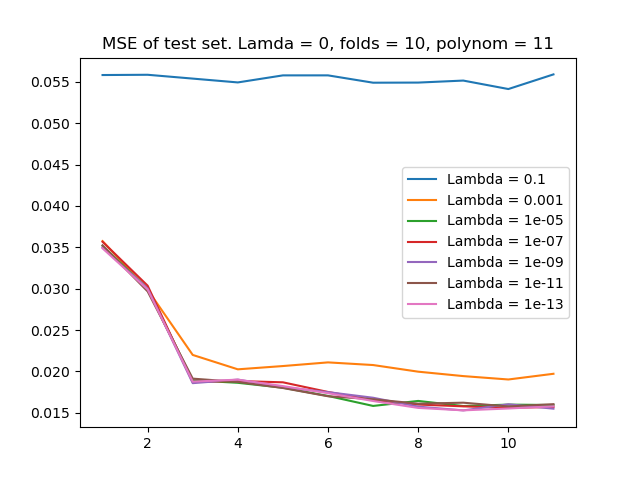 MSE of test set. Lamda = 0, folds = 10, polynom = 11
0.055
0.050
0.045
0.040
0.035
0.030
0.025
0.020
0.015
Lambda = 0.1
Lambda = 0.001
Lambda = 1e-05
Lambda = 1e-07
Lambda = 1e-09
Lambda = 1e-11
Lambda = 1e-13
2 4 6 8 10